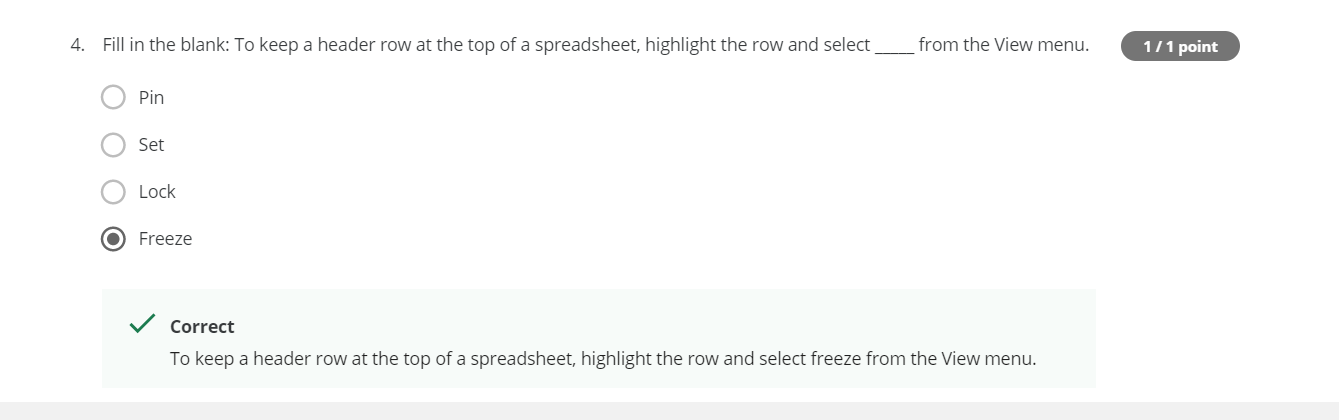 4. Fill in the blank: To keep a header row at the top of a spreadsheet, highlight the row and select _____ from the View menu.
1 / 1 point
Pin
Set
Lock
Freeze
Correct
To keep a header row at the top of a spreadsheet, highlight the row and select freeze from the View menu.